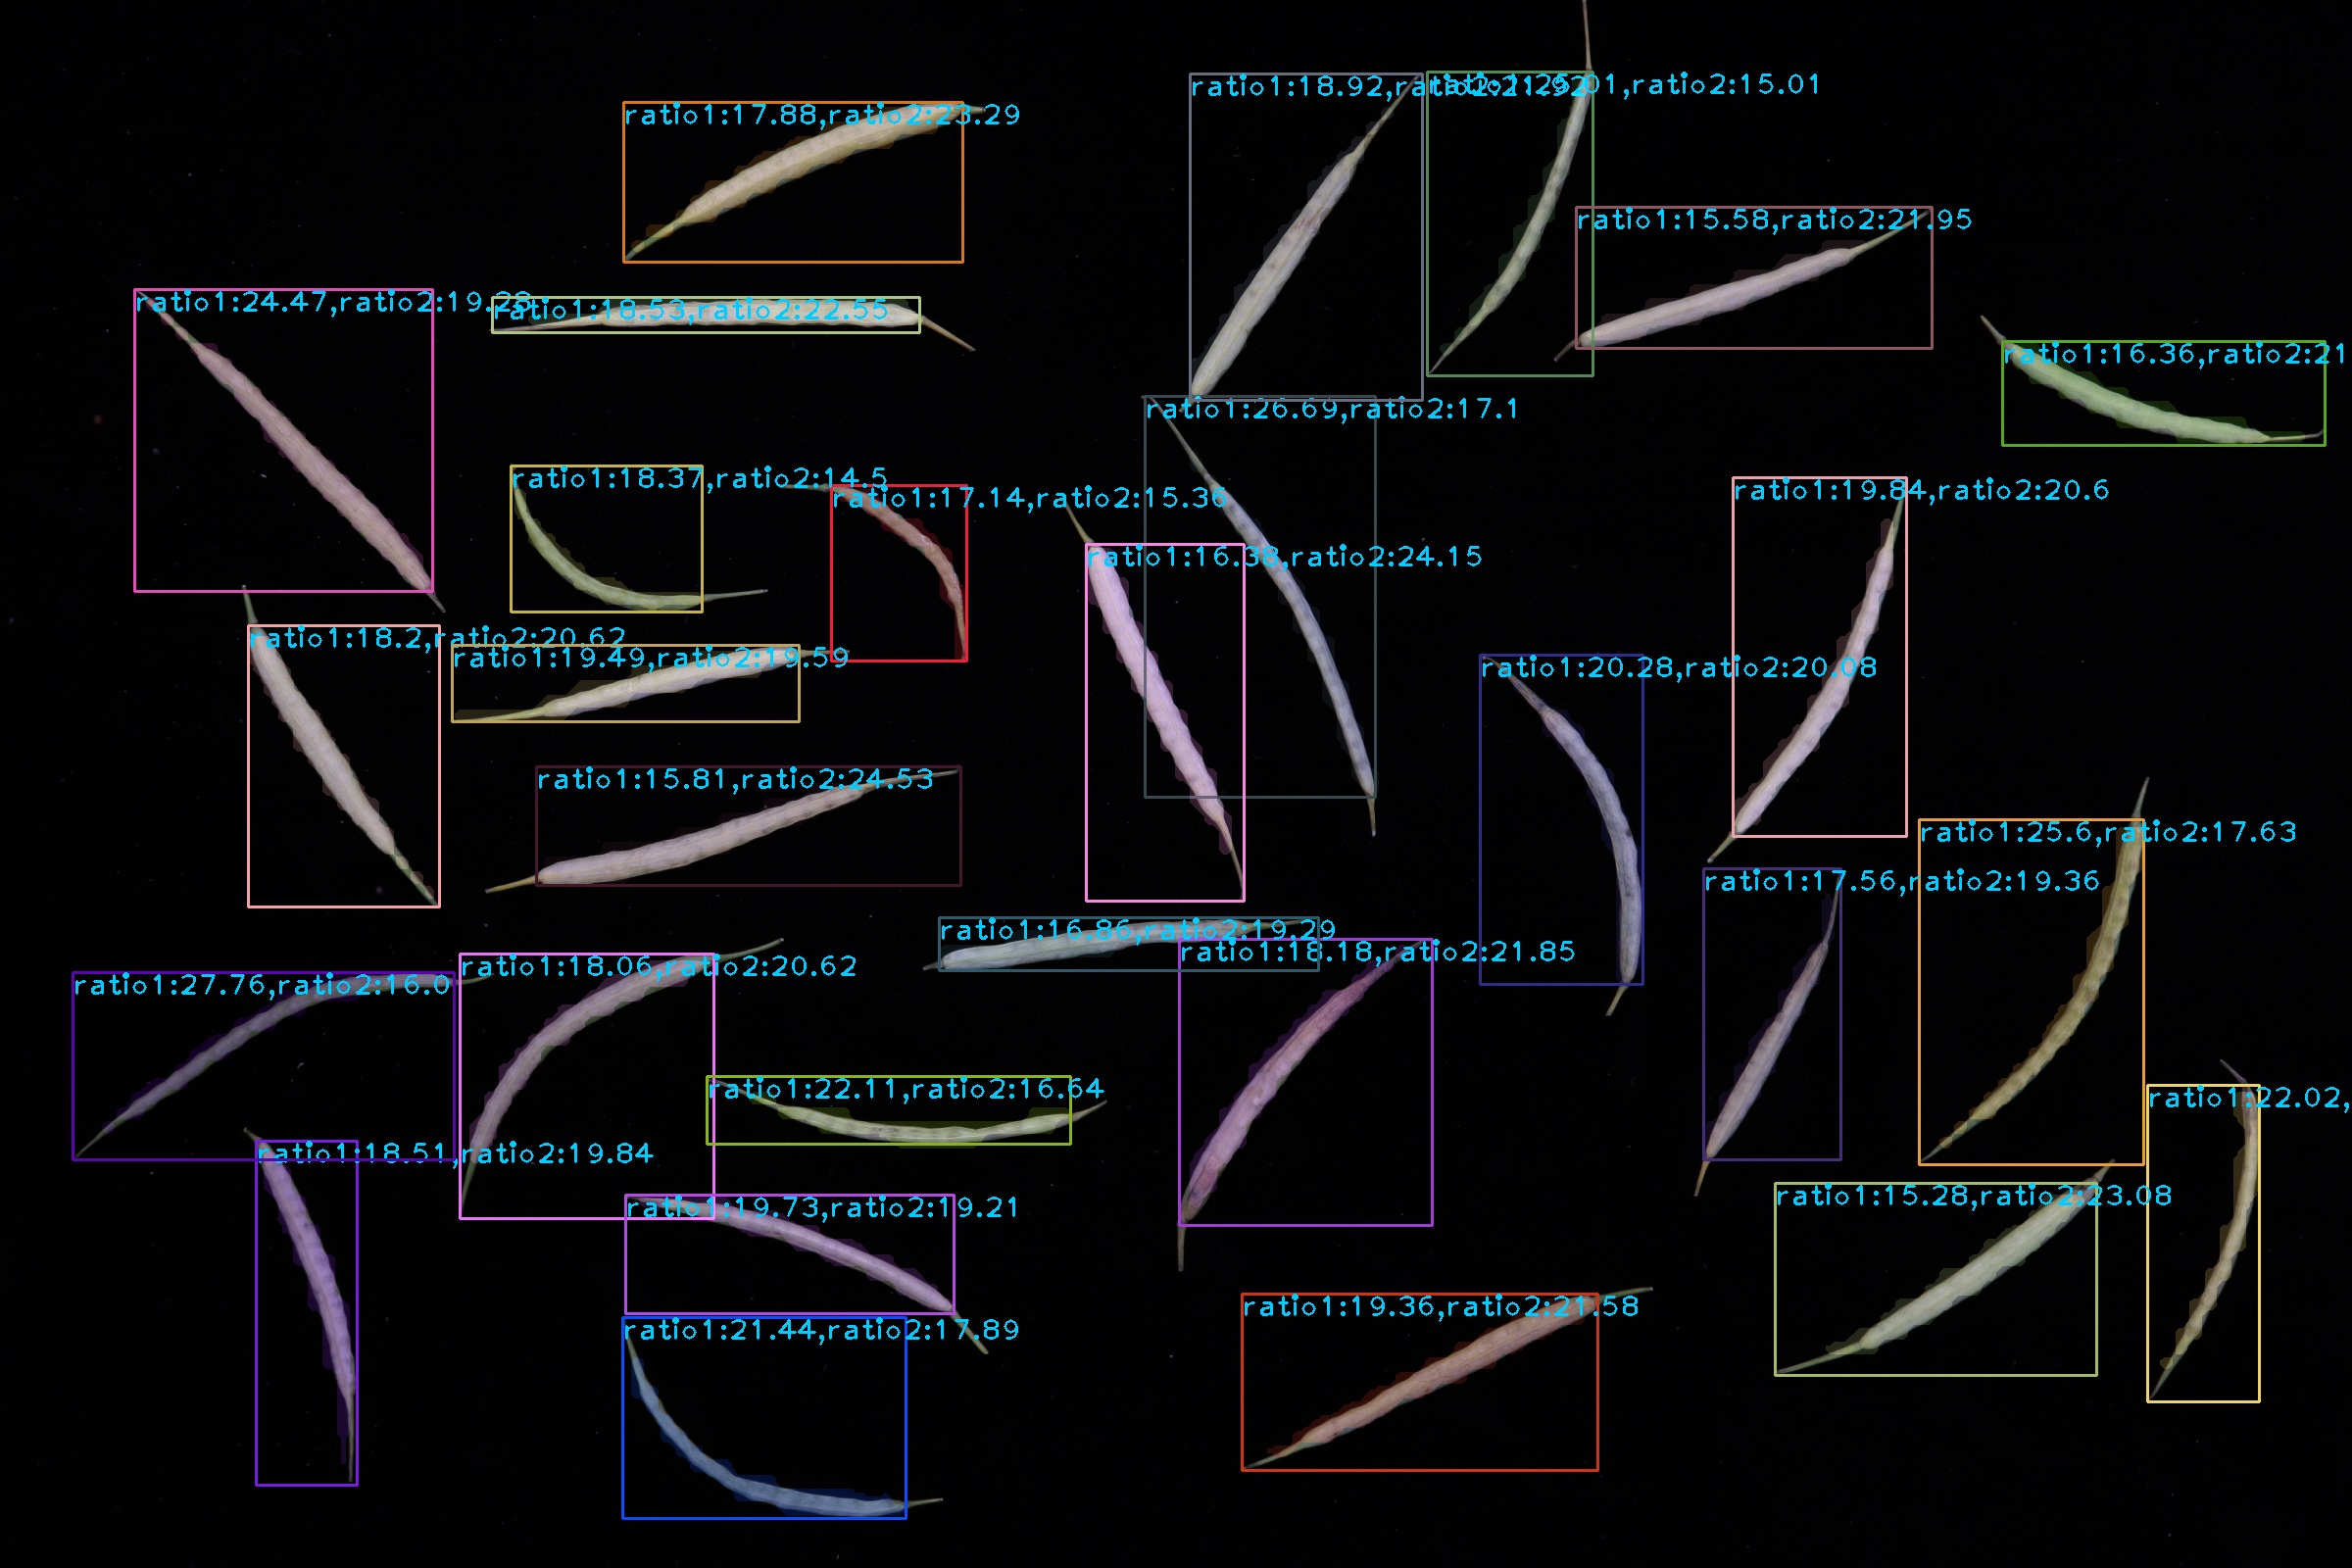 ratio1:18.92,
ratio2:15.01
ratio1:17.88,ratio2:23.29
ratio1:15.58,ratio2:21.95
ratio1:24.47,ratio2:19.28
ratio1:18.53,ratio2:22.55
ratio1:16.36,ratio2:21
ratio1:26.69,ratio2:17.1
ratio1:18.37,ratio2:14.5
ratio1:17.14,ratio2:15.36
ratio1:19.84,ratio2:20.6
ratio1:16.38,ratio2:24.15
ratio1:18.2,ratio2:20.62
ratio1:19.49,ratio2:19.59
ratio1:20.28,ratio2:20.08
ratio1:15.81,ratio2:24.53
ratio1:25.6,ratio2:17.63
ratio1:17.56,ratio2:19.36
ratio1:16.86,ratio2:19.29
ratio1:18.18,ratio2:21.85
ratio1:18.06,ratio2:20.62
ratio1:27.76,ratio2:16.0
ratio1:22.11,ratio2:16.64
ratio1:22.02,
ratio1:18.51,ratio2:19.84
ratio1:15.28,ratio2:23.08
ratio1:19.73,ratio2:19.21
ratio1:19.36,ratio2:21.58
ratio1:21.44,ratio2:17.89